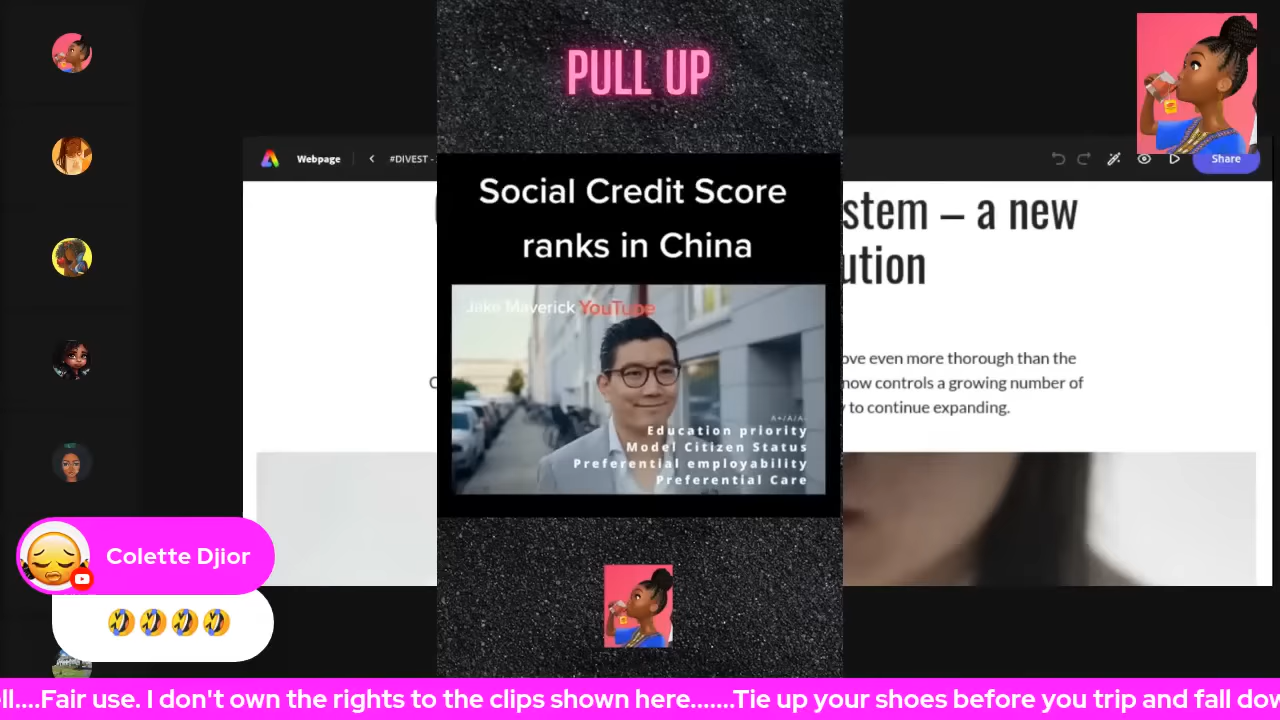 PULL UP
Webpage
#DIVEST -
Share
stem – a new
ution
Social Credit Score
ranks in China
Jake Maverick YouTube
A+/A/A-
Education priority
Model Citizen Status
Preferential employability
Preferential Care
ove even more thorough than the
now controls a growing number of
to continue expanding.
Colette Djior
ll....Fair use. I don't own the rights to the clips shown here.......Tie up your shoes before you trip and fall dow